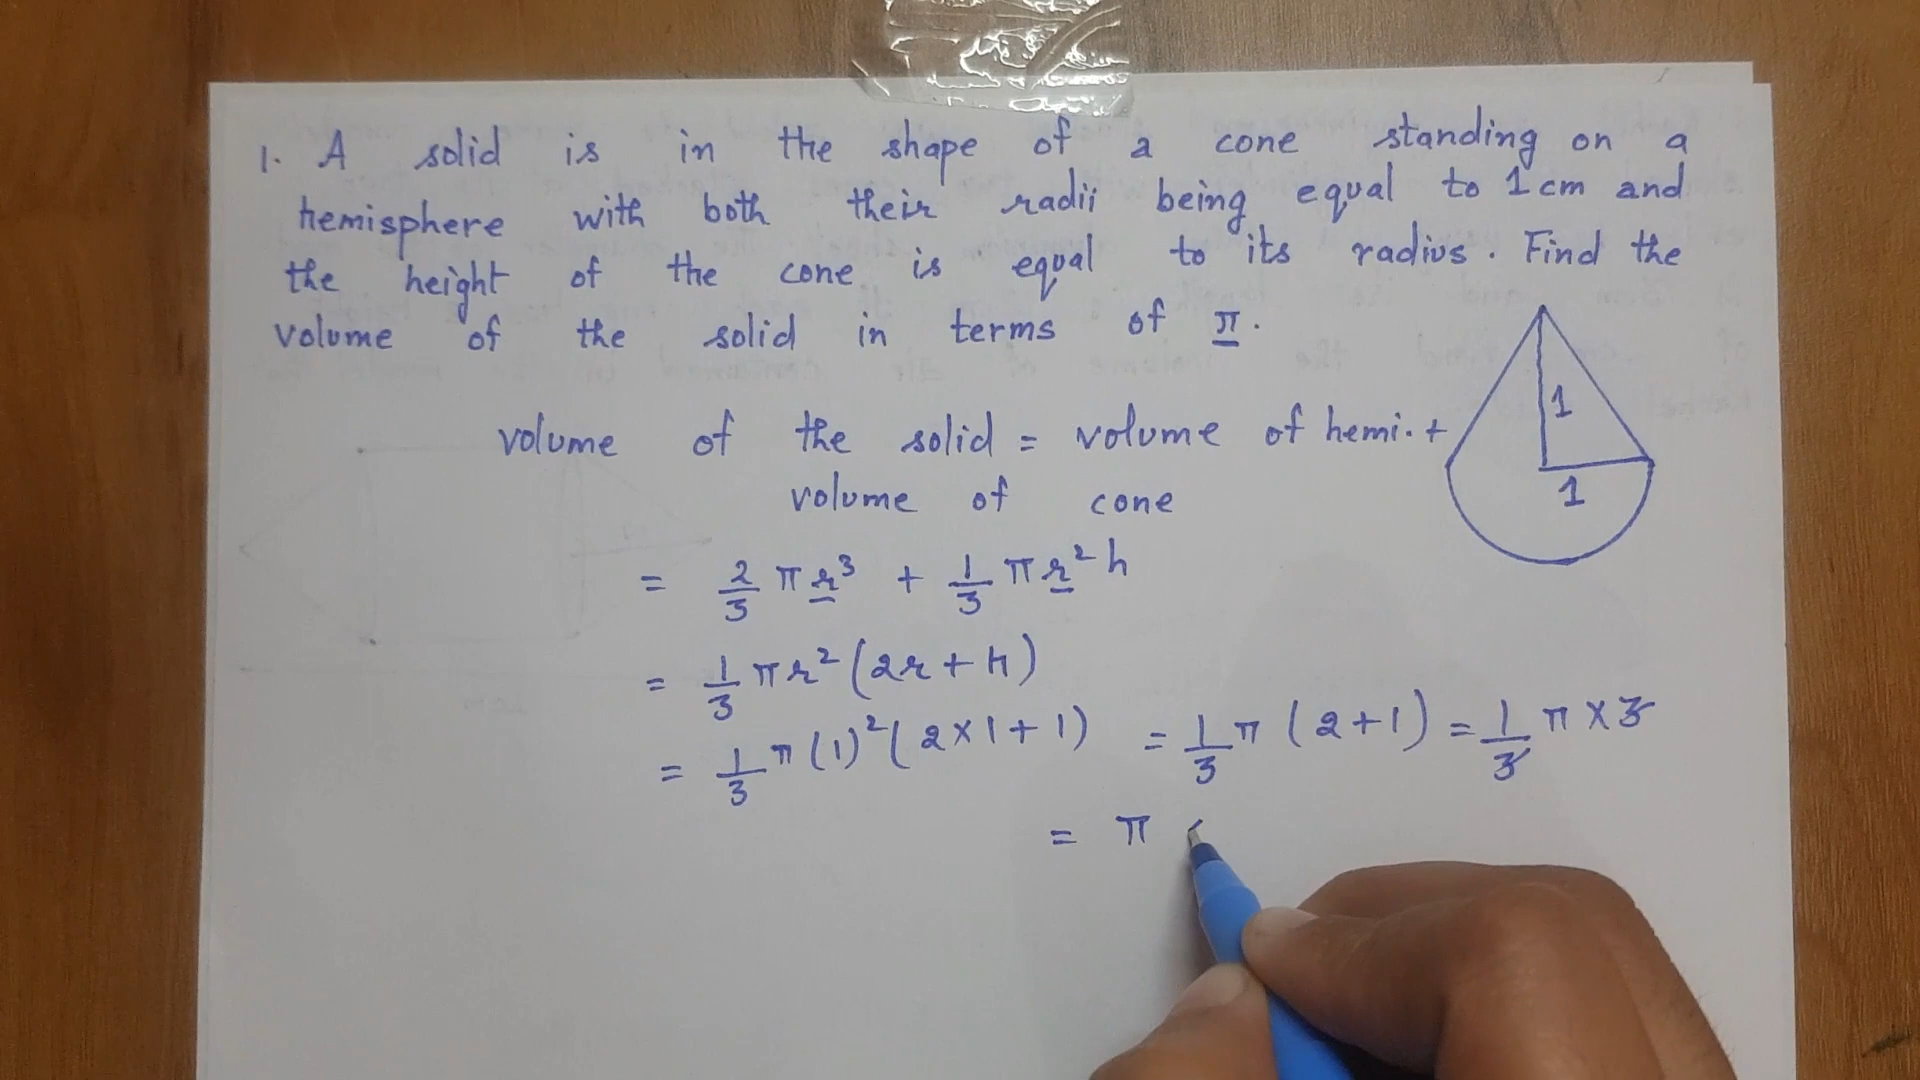 1. A solid is in the shape of a cone standing on a
hemisphere with both their radii being equal to 1 cm and
the height of the cone is equal to its radius. Find the
volume of the solid in terms of π.
volume of the solid = volume of hemi. +
volume of cone
1
1
= 2/3 πr³ + 1/3 πr²h
= 1/3 πr²(2r+h)
= 1/3 π(1)²(2×1+1) = 1/3 π(2+1) = 1/3 π×3
= π